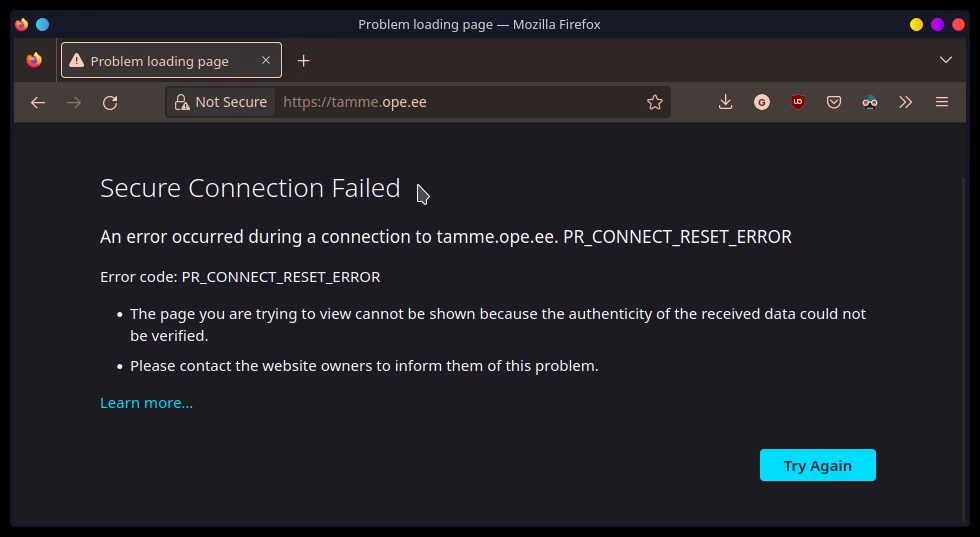 Problem loading page — Mozilla Firefox
Problem loading page
Not Secure https://tamme.ope.ee
G
UD
Secure Connection Failed
An error occurred during a connection to tamme.ope.ee. PR_CONNECT_RESET_ERROR
Error code: PR_CONNECT_RESET_ERROR
• The page you are trying to view cannot be shown because the authenticity of the received data could not
be verified.
• Please contact the website owners to inform them of this problem.
Learn more…
Try Again